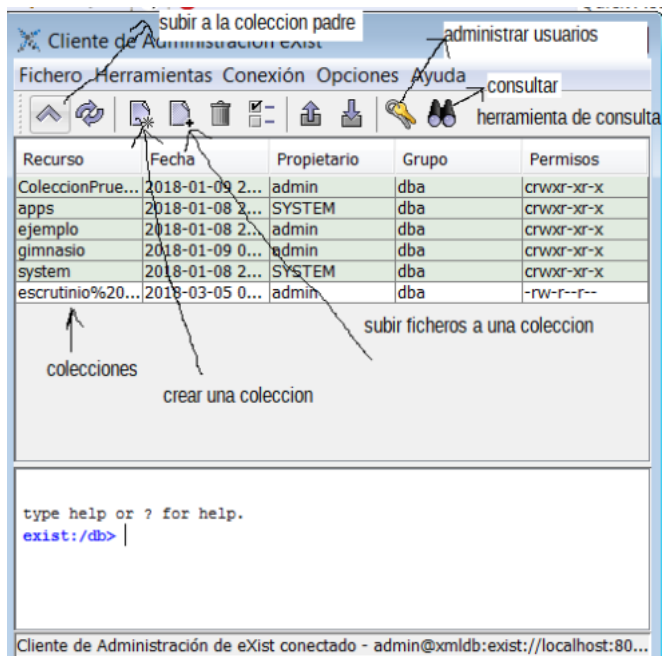 subir a la coleccion padre
Cliente de Administración eXist
administrar usuarios
Fichero Herramientas Conexión Opciones Ayuda
consultar
herramienta de consulta
Recurso Fecha Propietario Grupo Permisos
ColeccionPrue... 2018-01-09 2... admin dba crwxr-xr-x
apps 2018-01-08 2... SYSTEM dba crwxr-xr-x
ejemplo 2018-01-08 2... admin dba crwxr-xr-x
gimnasio 2018-01-09 0... admin dba crwxr-xr-x
system 2018-01-08 2... SYSTEM dba crwxr-xr-x
escrutinio%20... 2018-03-05 0... admin dba -rw-r--r--
subir ficheros a una coleccion
colecciones
crear una coleccion
type help or ? for help.
exist:/db>
Cliente de Administración de eXist conectado - admin@xmldb:exist://localhost:80...